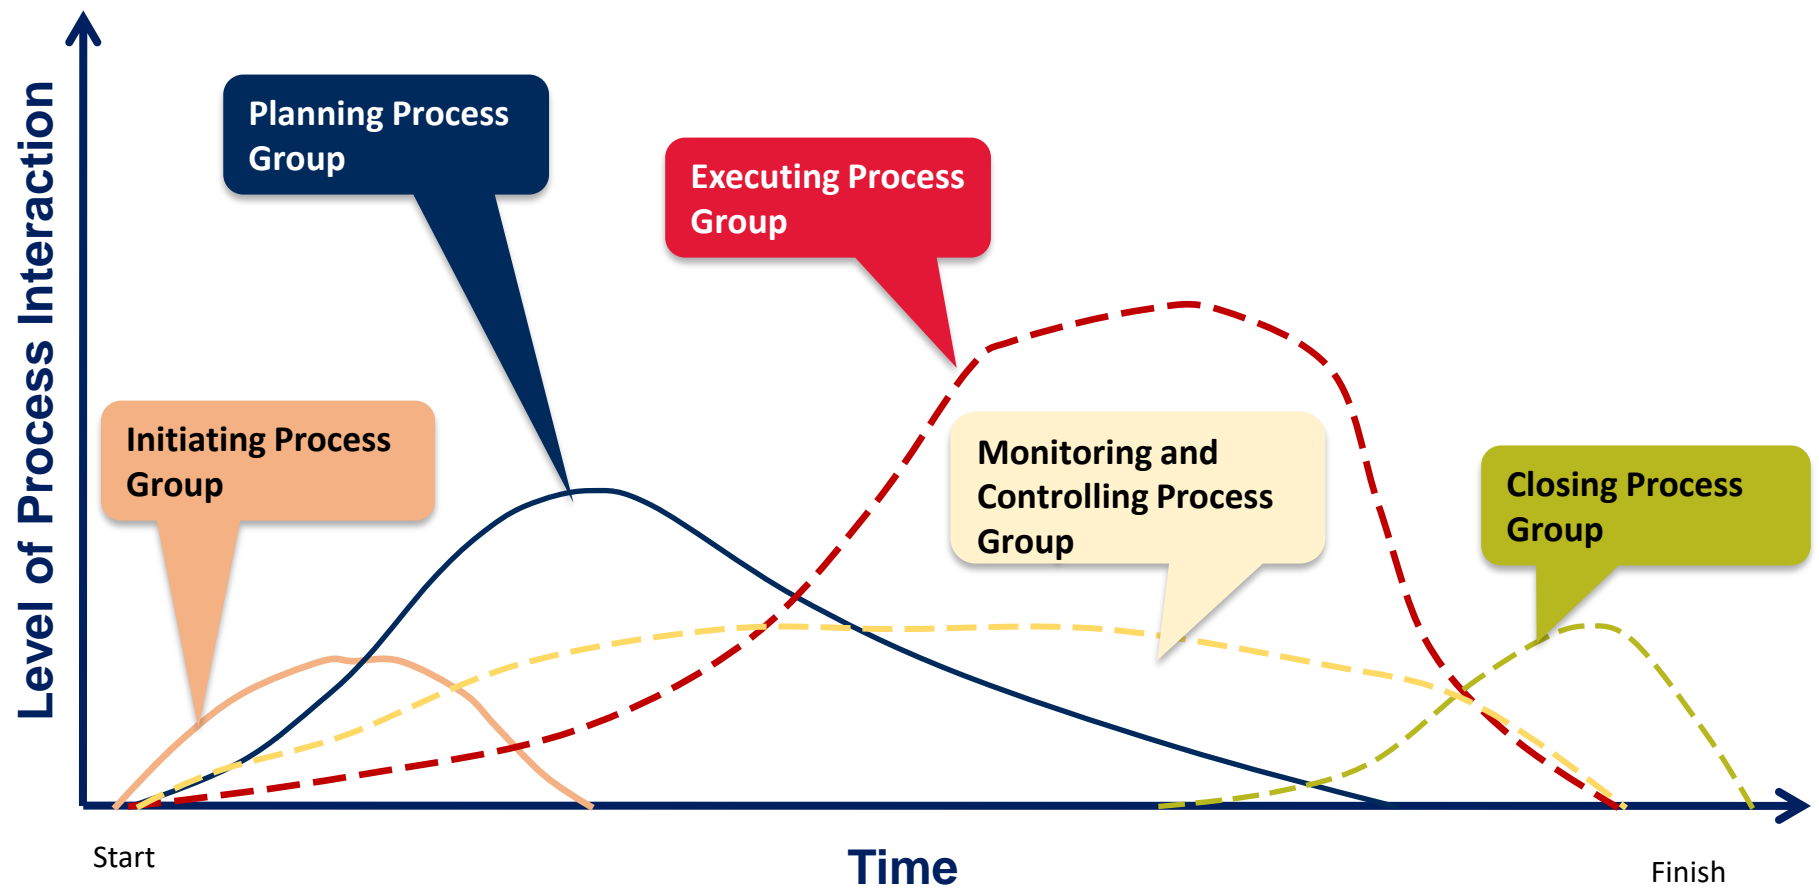 Level of Process Interaction
Planning Process
Group
Executing Process
Group
Initiating Process
Group
Monitoring and
Controlling Process
Group
Closing Process
Group
Start
Time
Finish